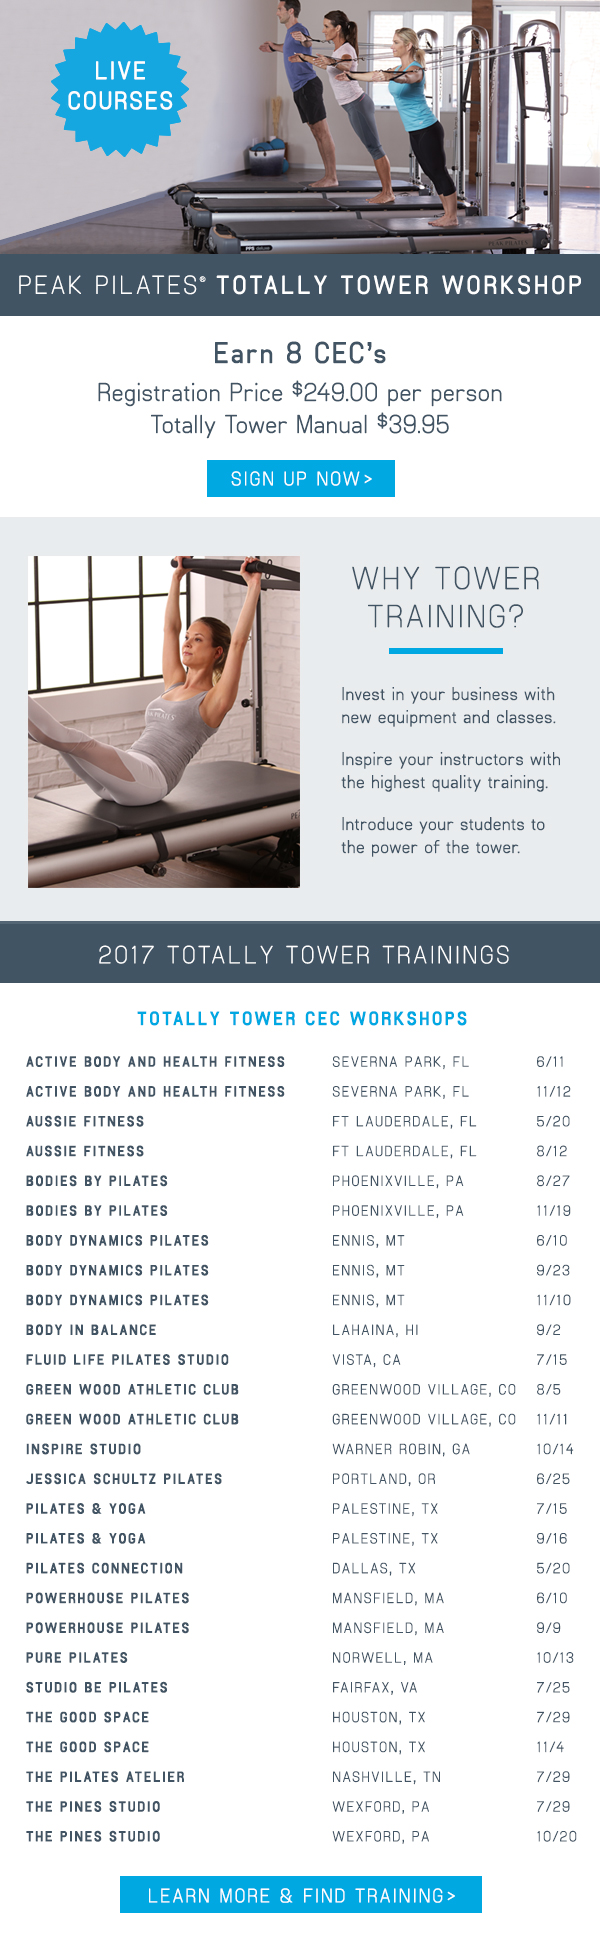 LIVE
COURSES
PEAK PILATES® TOTALLY TOWER WORKSHOP
Earn 8 CEC's
Registration Price $249.00 per person
Totally Tower Manual $39.95
SIGN UP NOW >
WHY TOWER
TRAINING?
Invest in your business with
new equipment and classes.
Inspire your instructors with
the highest quality training.
Introduce your students to
the power of the tower.
2017 TOTALLY TOWER TRAININGS
TOTALLY TOWER CEC WORKSHOPS
ACTIVE BODY AND HEALTH FITNESS SEVERNA PARK, FL 6/11
ACTIVE BODY AND HEALTH FITNESS SEVERNA PARK, FL 11/12
AUSSIE FITNESS FT LAUDERDALE, FL 5/20
AUSSIE FITNESS FT LAUDERDALE, FL 8/12
BODIES BY PILATES PHOENIXVILLE, PA 8/27
BODIES BY PILATES PHOENIXVILLE, PA 11/19
BODY DYNAMICS PILATES ENNIS, MT 6/10
BODY DYNAMICS PILATES ENNIS, MT 9/23
BODY DYNAMICS PILATES ENNIS, MT 11/10
BODY IN BALANCE LAHAINA, HI 9/2
FLUID LIFE PILATES STUDIO VISTA, CA 7/15
GREEN WOOD ATHLETIC CLUB GREENWOOD VILLAGE, CO 8/5
GREEN WOOD ATHLETIC CLUB GREENWOOD VILLAGE, CO 11/11
INSPIRE STUDIO WARNER ROBIN, GA 10/14
JESSICA SCHULTZ PILATES PORTLAND, OR 6/25
PILATES & YOGA PALESTINE, TX 7/15
PILATES & YOGA PALESTINE, TX 9/16
PILATES CONNECTION DALLAS, TX 5/20
POWERHOUSE PILATES MANSFIELD, MA 6/10
POWERHOUSE PILATES MANSFIELD, MA 9/9
PURE PILATES NORWELL, MA 10/13
STUDIO BE PILATES FAIRFAX, VA 7/25
THE GOOD SPACE HOUSTON, TX 7/29
THE GOOD SPACE HOUSTON, TX 11/4
THE PILATES ATELIER NASHVILLE, TN 7/29
THE PINES STUDIO WEXFORD, PA 7/29
THE PINES STUDIO WEXFORD, PA 10/20
LEARN MORE & FIND TRAINING >